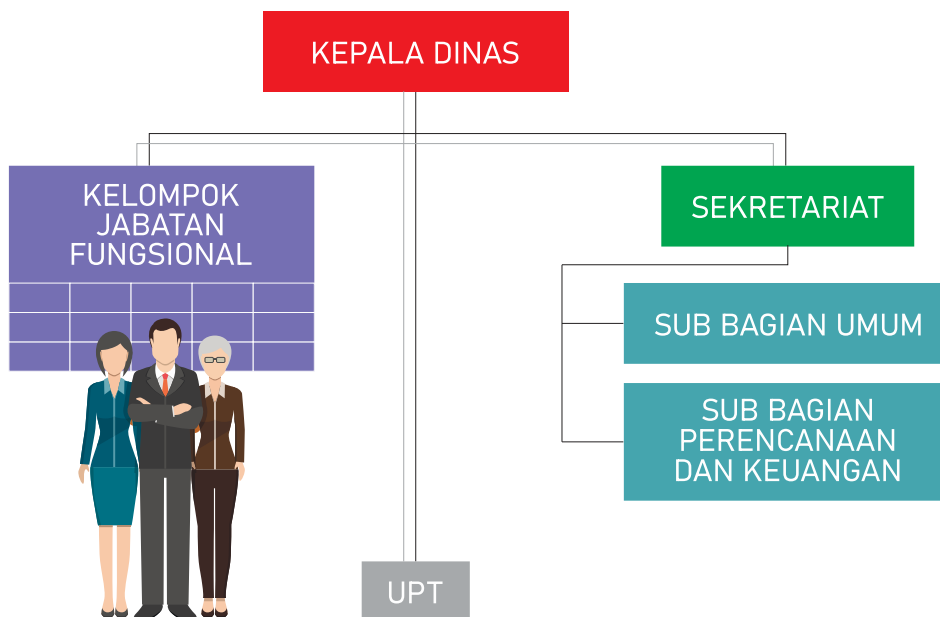 KEPALA DINAS
KELOMPOK
JABATAN
FUNGSIONAL
SEKRETARIAT
SUB BAGIAN UMUM
SUB BAGIAN
PERENCANAAN
DAN KEUANGAN
UPT